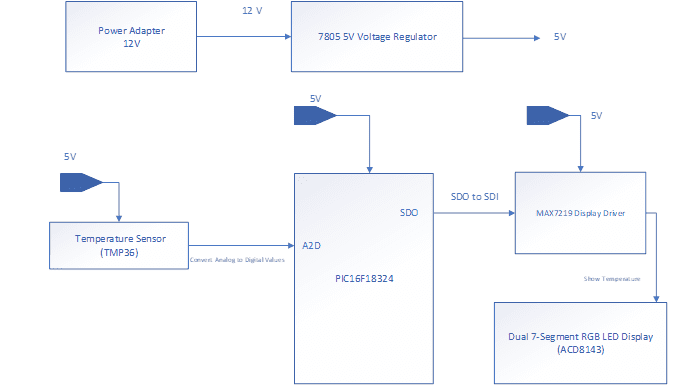 12 V
Power Adapter
12V
7805 5V Voltage Regulator
5V
5V
5V
5V
SDO to SDI
SDO
MAX7219 Display Driver
Temperature Sensor
(TMP36)
A2D
Convert Analog to Digital Values
PIC16F18324
Show Temperature
Dual 7-Segment RGB LED Display
(ACD8143)